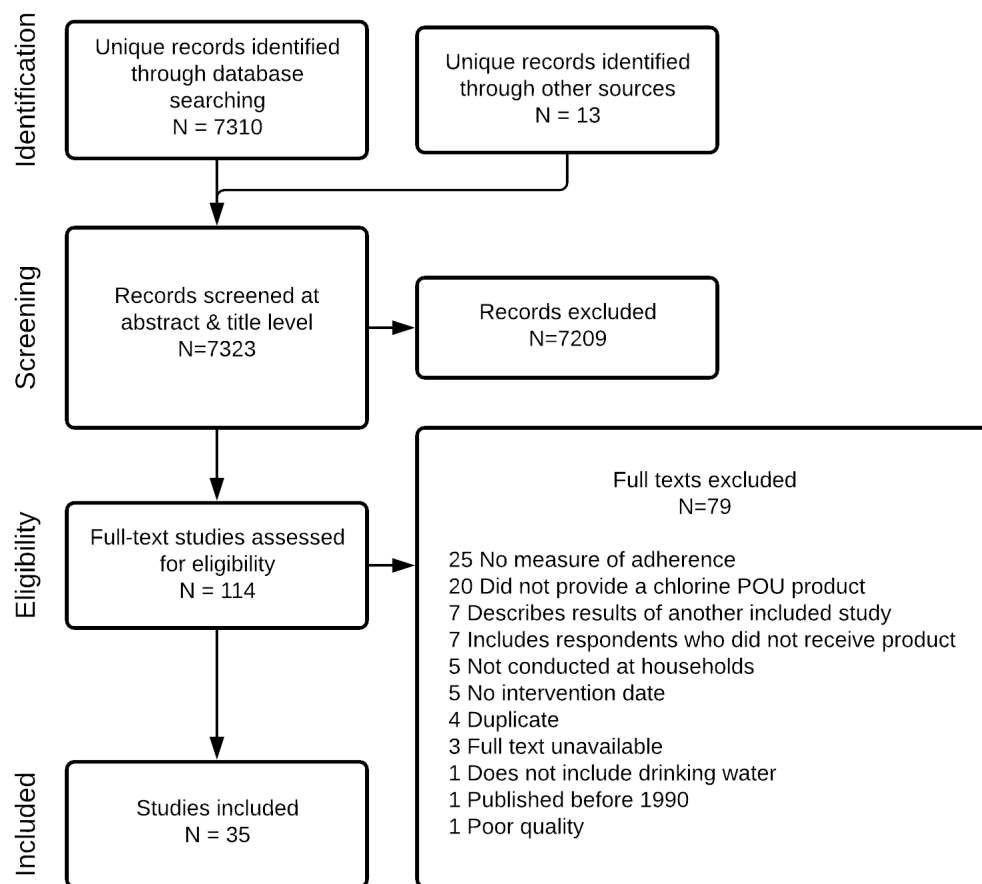 Identification
Unique records identified
through database
searching
N = 7310
Unique records identified
through other sources
N = 13
Screening
Records screened at
abstract & title level
N=7323
Records excluded
N=7209
Eligibility
Full-text studies assessed
for eligibility
N = 114
Full texts excluded
N=79
25 No measure of adherence
20 Did not provide a chlorine POU product
7 Describes results of another included study
7 Includes respondents who did not receive product
5 Not conducted at households
5 No intervention date
4 Duplicate
3 Full text unavailable
1 Does not include drinking water
1 Published before 1990
1 Poor quality
Included
Studies included
N = 35